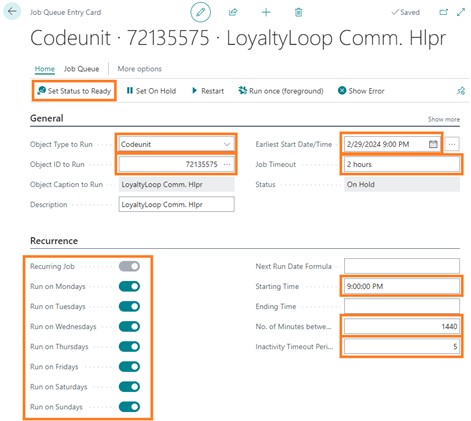 Job Queue Entry Card
Saved
Codeunit · 72135575 · LoyaltyLoop Comm. Hlpr
Home Job Queue More options
Set Status to Ready Set On Hold Restart Run once (foreground) Show Error
General Show more
Object Type to Run Codeunit Earliest Start Date/Time 2/29/2024 9:00 PM
Object ID to Run 72135575 Job Timeout 2 hours
Object Caption to Run LoyaltyLoop Comm. Hlpr Status On Hold
Description LoyaltyLoop Comm. Hlpr
Recurrence
Recurring Job Next Run Date Formula
Run on Mondays Starting Time 9:00:00 PM
Run on Tuesdays Ending Time
Run on Wednesdays No. of Minutes betwe... 1440
Run on Thursdays Inactivity Timeout Peri... 5
Run on Fridays
Run on Saturdays
Run on Sundays